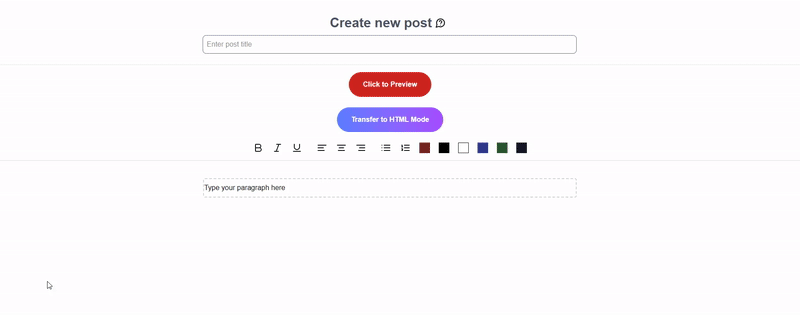 Create new post
Enter post title
Click to Preview
Transfer to HTML Mode
B I U
Type your paragraph here